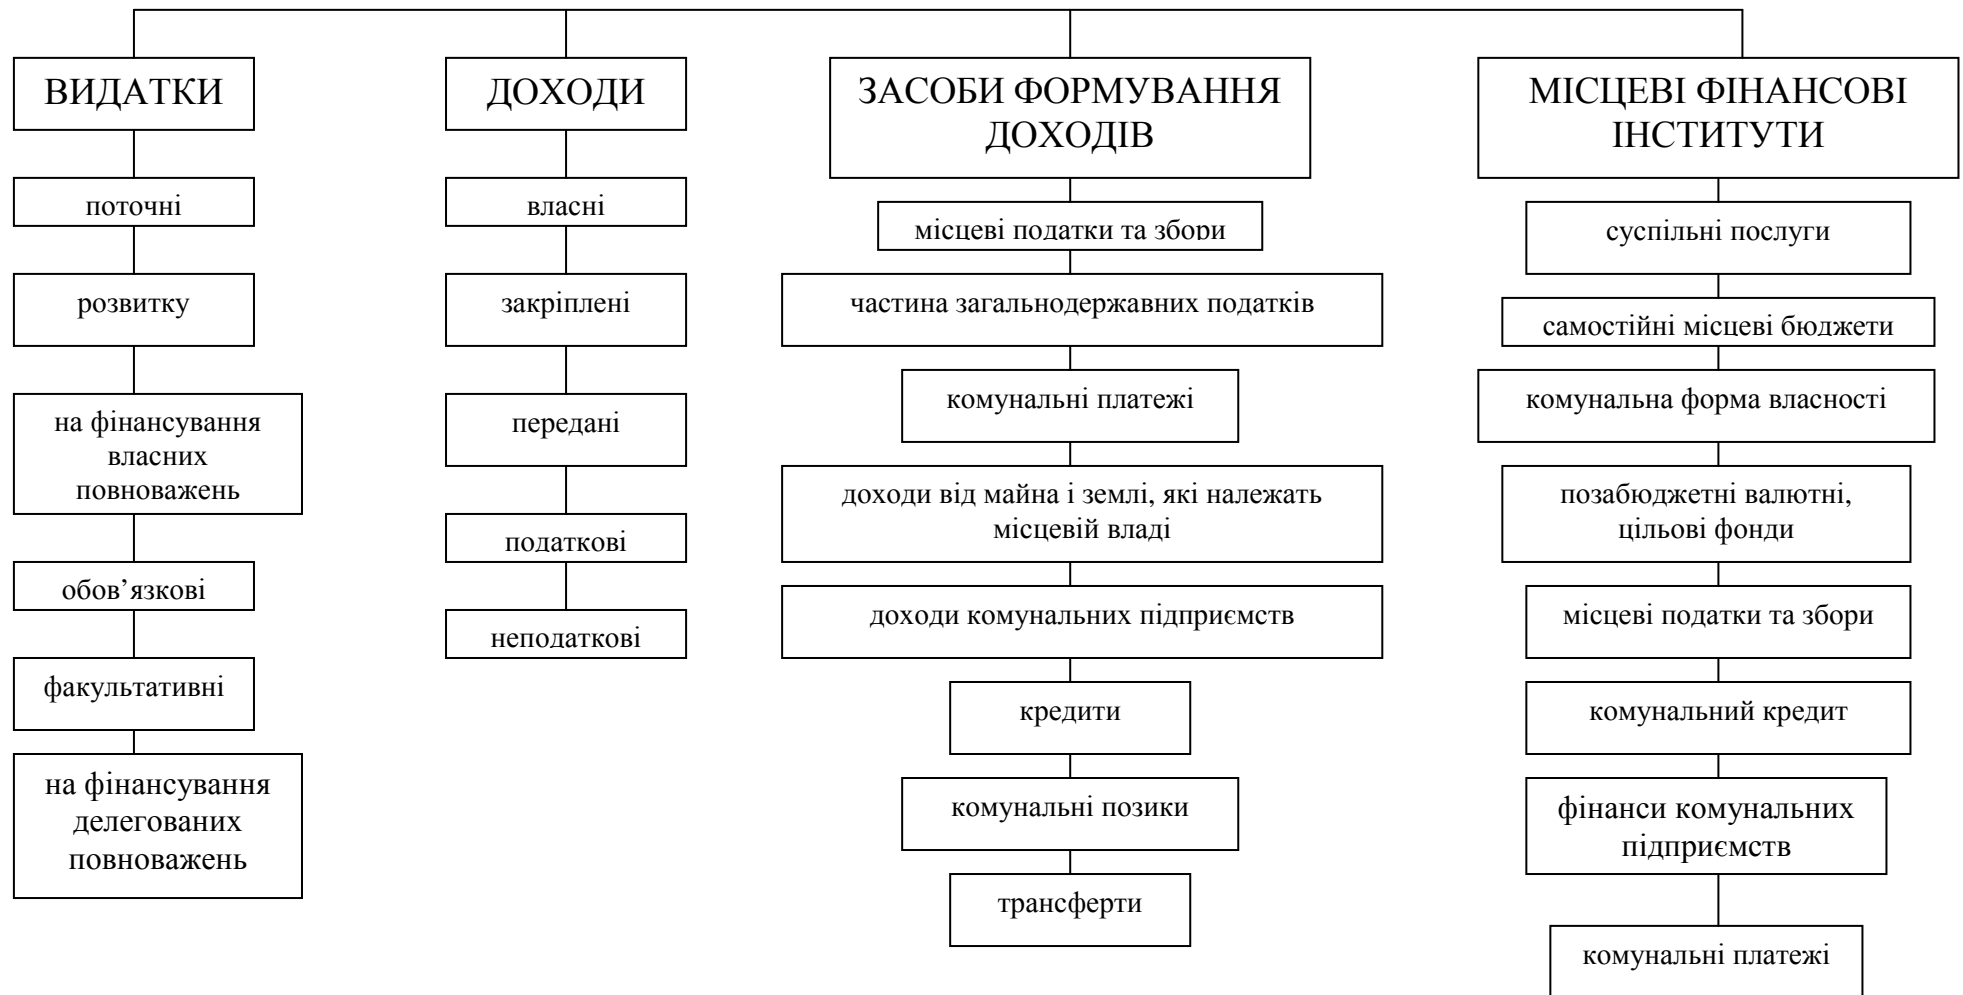 ВИДАТКИ
поточні
розвитку
на фінансування
власних
повноважень
обов’язкові
факультативні
на фінансування
делегованих
повноважень
ДОХОДИ
власні
закріплені
передані
податкові
неподаткові
ЗАСОБИ ФОРМУВАННЯ
ДОХОДІВ
місцеві податки та збори
частина загальнодержавних податків
комунальні платежі
доходи від майна і землі, які належать
місцевій владі
доходи комунальних підприємств
кредити
комунальні позики
трансферти
МІСЦЕВІ ФІНАНСОВІ
ІНСТИТУТИ
суспільні послуги
самостійні місцеві бюджети
комунальна форма власності
позабюджетні валютні,
цільові фонди
місцеві податки та збори
комунальний кредит
фінанси комунальних
підприємств
комунальні платежі